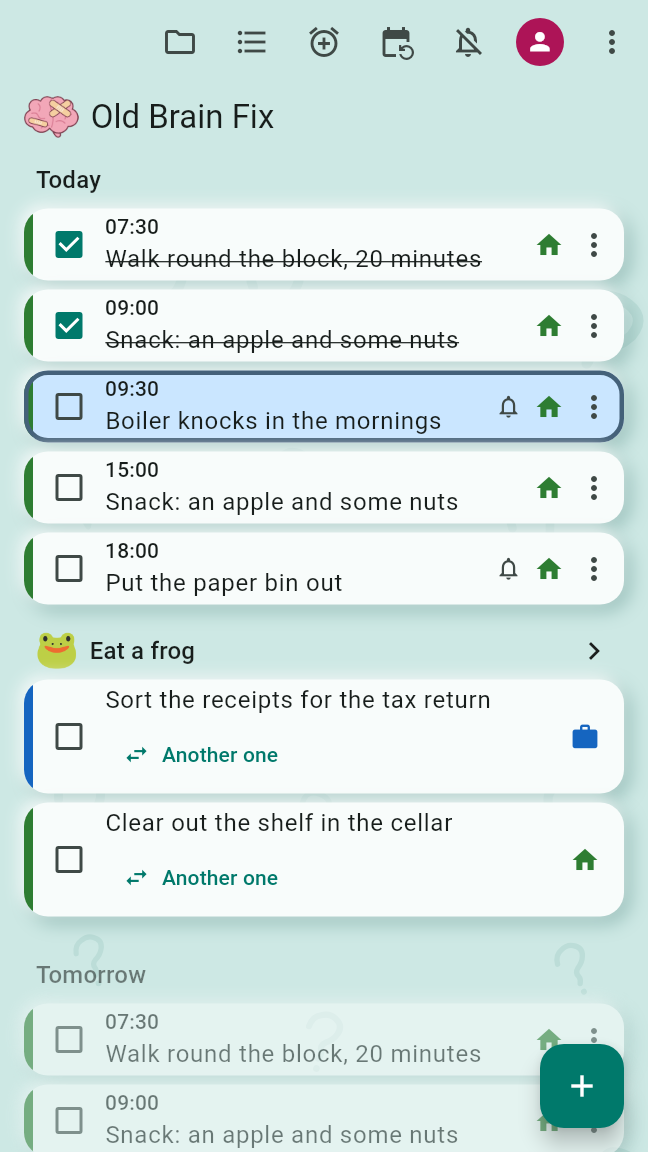 Old Brain Fix
Today
07:30
Walk round the block, 20 minutes
09:00
Snack: an apple and some nuts
09:30
Boiler knocks in the mornings
15:00
Snack: an apple and some nuts
18:00
Put the paper bin out
Eat a frog
Sort the receipts for the tax return
Another one
Clear out the shelf in the cellar
Another one
Tomorrow
07:30
Walk round the block, 20 minutes
09:00
Snack: an apple and some nuts